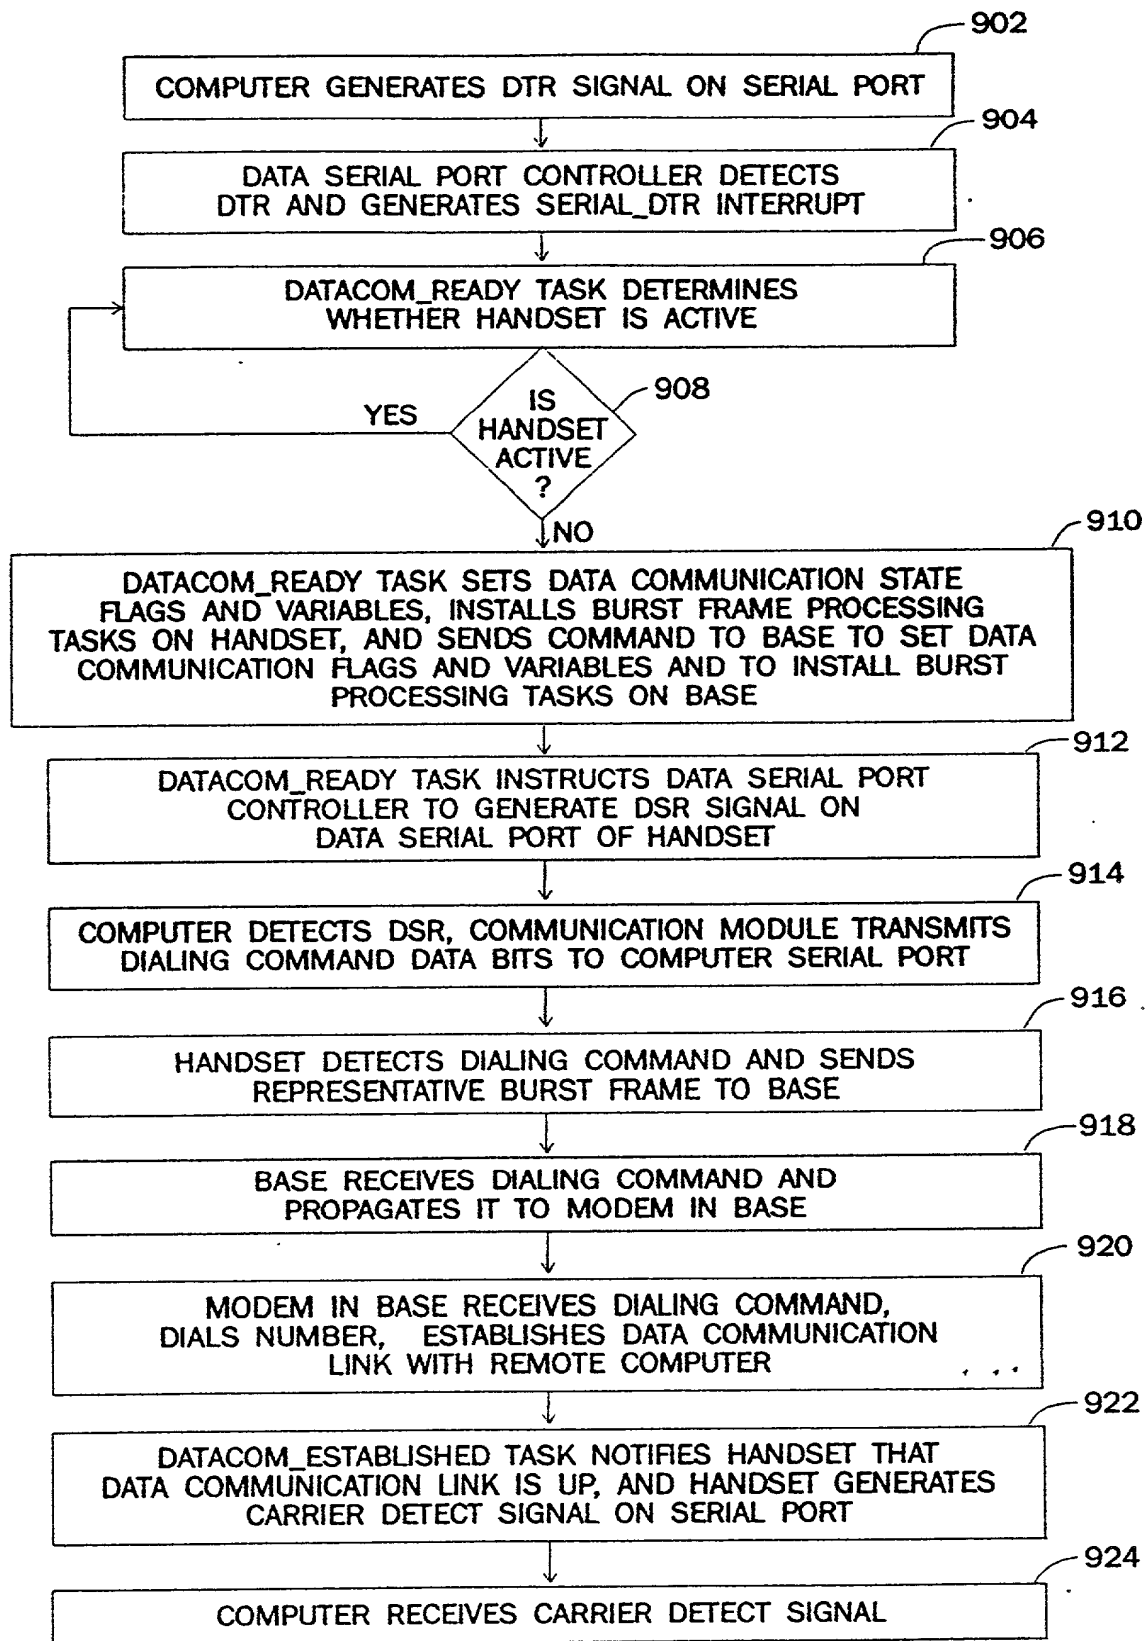 902
COMPUTER GENERATES DTR SIGNAL ON SERIAL PORT
904
DATA SERIAL PORT CONTROLLER DETECTS
DTR AND GENERATES SERIAL_DTR INTERRUPT
906
DATACOM_READY TASK DETERMINES
WHETHER HANDSET IS ACTIVE
908
IS
HANDSET
ACTIVE
?
YES
NO
910
DATACOM_READY TASK SETS DATA COMMUNICATION STATE
FLAGS AND VARIABLES, INSTALLS BURST FRAME PROCESSING
TASKS ON HANDSET, AND SENDS COMMAND TO BASE TO SET DATA
COMMUNICATION FLAGS AND VARIABLES AND TO INSTALL BURST
PROCESSING TASKS ON BASE
912
DATACOM_READY TASK INSTRUCTS DATA SERIAL PORT
CONTROLLER TO GENERATE DSR SIGNAL ON
DATA SERIAL PORT OF HANDSET
914
COMPUTER DETECTS DSR, COMMUNICATION MODULE TRANSMITS
DIALING COMMAND DATA BITS TO COMPUTER SERIAL PORT
916
HANDSET DETECTS DIALING COMMAND AND SENDS
REPRESENTATIVE BURST FRAME TO BASE
918
BASE RECEIVES DIALING COMMAND AND
PROPAGATES IT TO MODEM IN BASE
920
MODEM IN BASE RECEIVES DIALING COMMAND,
DIALS NUMBER, ESTABLISHES DATA COMMUNICATION
LINK WITH REMOTE COMPUTER
922
DATACOM_ESTABLISHED TASK NOTIFIES HANDSET THAT
DATA COMMUNICATION LINK IS UP, AND HANDSET GENERATES
CARRIER DETECT SIGNAL ON SERIAL PORT
924
COMPUTER RECEIVES CARRIER DETECT SIGNAL